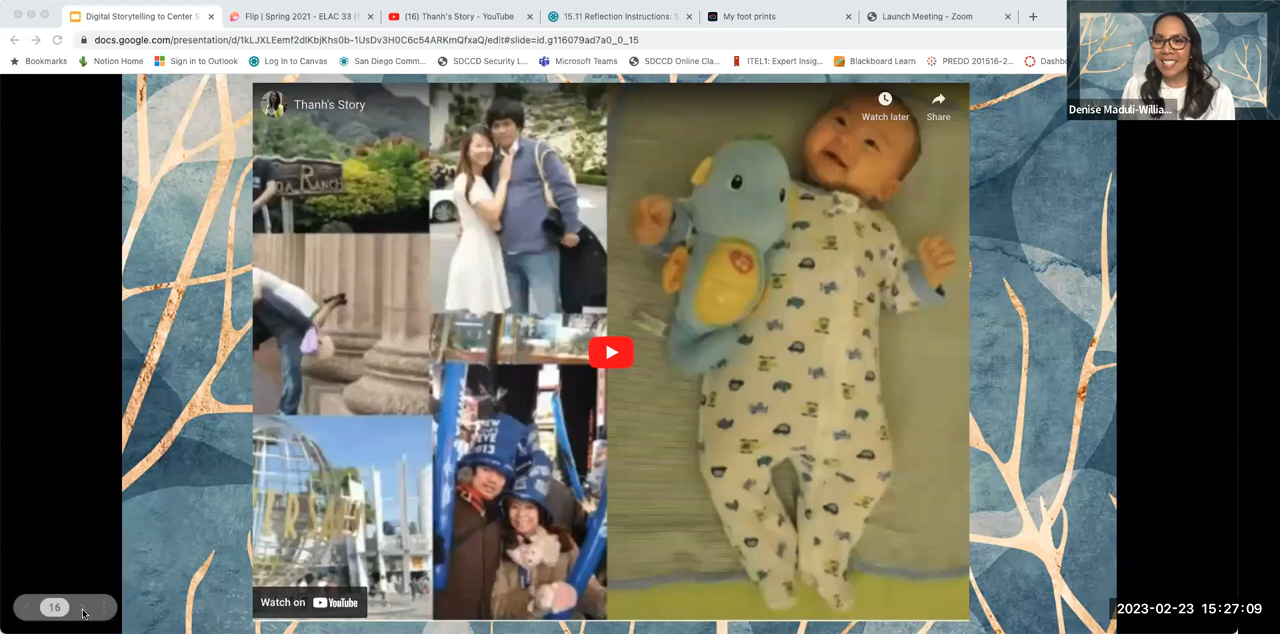 Digital Storytelling to Center S
Flip | Spring 2021 - ELAC 33 (
(16) Thanh's Story - YouTube
15.11 Reflection Instructions: S
My foot prints
Launch Meeting - Zoom
docs.google.com/presentation/d/1kLJXLEemf2dlKbjKhs0b-1UsDv3H0C6c54ARKmQfxaQ/edit#slide=id.g116079ad7a0_0_15
Bookmarks
Notion Home
Sign in to Outlook
Log In to Canvas
San Diego Comm...
SDCCD Security L...
Microsoft Teams
SDCCD Online Cla...
ITEL1: Expert Insig...
Blackboard Learn
PREDD 201516-2...
Dashbo
Denise Maduli-Willia...
Thanh's Story
Watch later
Share
RANCH
EYE
Watch on YouTube
16
2023-02-23 15:27:09